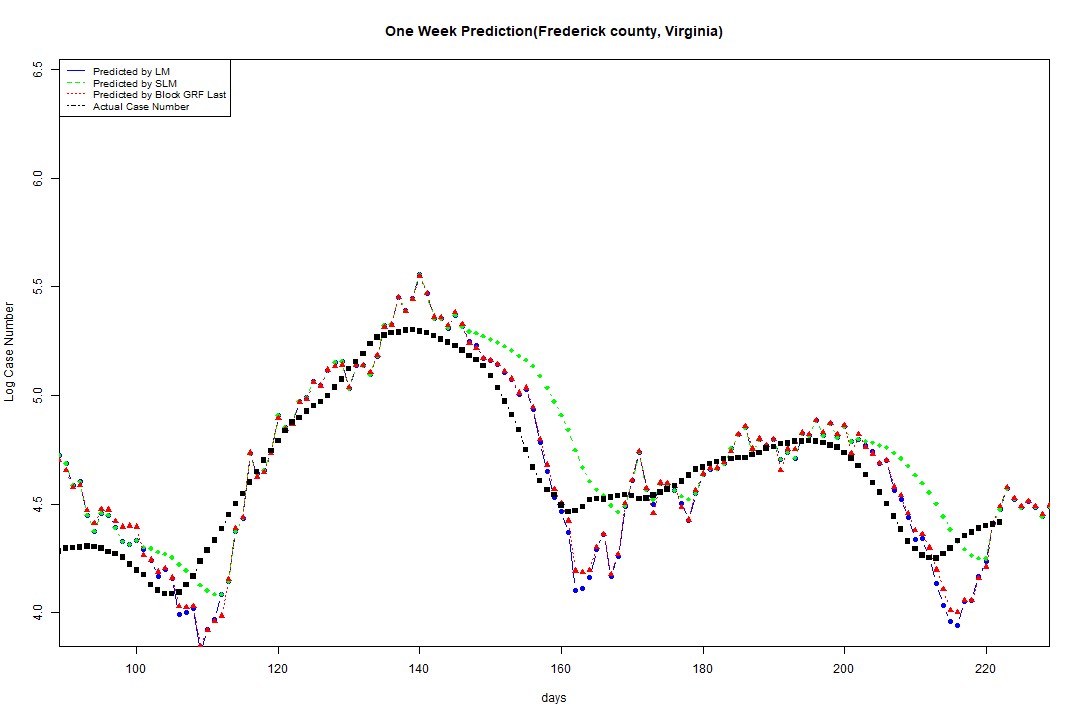 One Week Prediction(Frederick county, Virginia)
Predicted by LM
Predicted by SLM
Predicted by Block GRF Last
Actual Case Number
6.5
6.0
5.5
5.0
4.5
4.0
Log Case Number
100 120 140 160 180 200 220
days